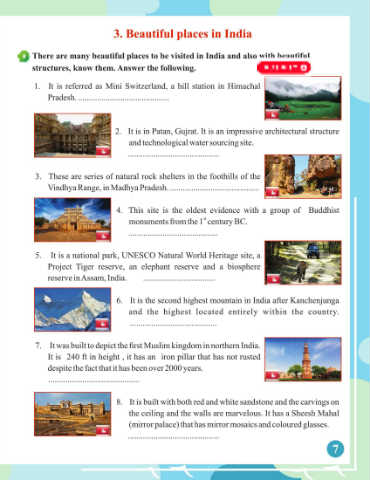 3. Beautiful places in India
There are many beautiful places to be visited in India and also with beautiful
structures, know them. Answer the following.
1. It is referred as Mini Switzerland, a hill station in Himachal
Pradesh. ........................................
2. It is in Patan, Gujrat. It is an impressive architectural structure
and technological water sourcing site.
........................................
3. These are series of natural rock shelters in the foothills of the
Vindhya Range, in Madhya Pradesh. ........................................
4. This site is the oldest evidence with a group of Buddhist
monuments from the 1st century BC.
........................................
5. It is a national park, UNESCO Natural World Heritage site, a
Project Tiger reserve, an elephant reserve and a biosphere
reserve in Assam, India. ................................
6. It is the second highest mountain in India after Kanchenjunga
and the highest located entirely within the country.
........................................
7. It was built to depict the first Muslim kingdom in northern India.
It is 240 ft in height , it has an iron pillar that has not rusted
despite the fact that it has been over 2000 years.
........................................
8. It is built with both red and white sandstone and the carvings on
the ceiling and the walls are marvelous. It has a Sheesh Mahal
(mirror palace) that has mirror mosaics and coloured glasses.
........................................
7